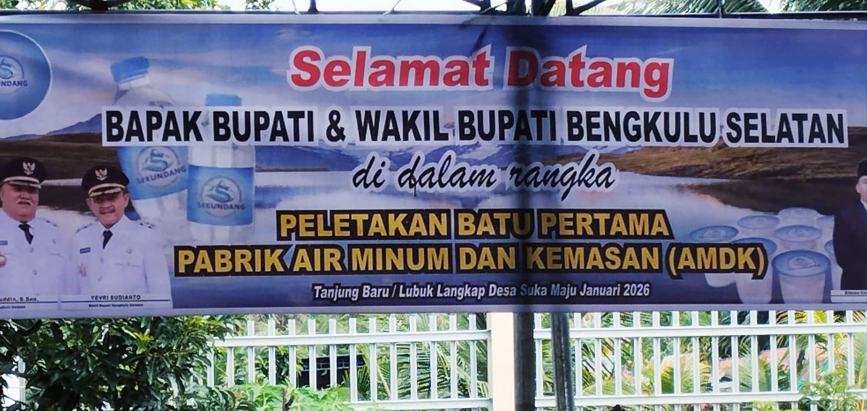 Selamat Datang
BAPAK BUPATI & WAKIL BUPATI BENGKULU SELATAN
di dalam rangka
PELETAKAN BATU PERTAMA
PABRIK AIR MINUM DAN KEMASAN (AMDK)
Tanjung Baru / Lubuk Langkap Desa Suka Maju Januari 2026
SEKUNDANG
SEKUNDANG
YEVRI SUDIANTO